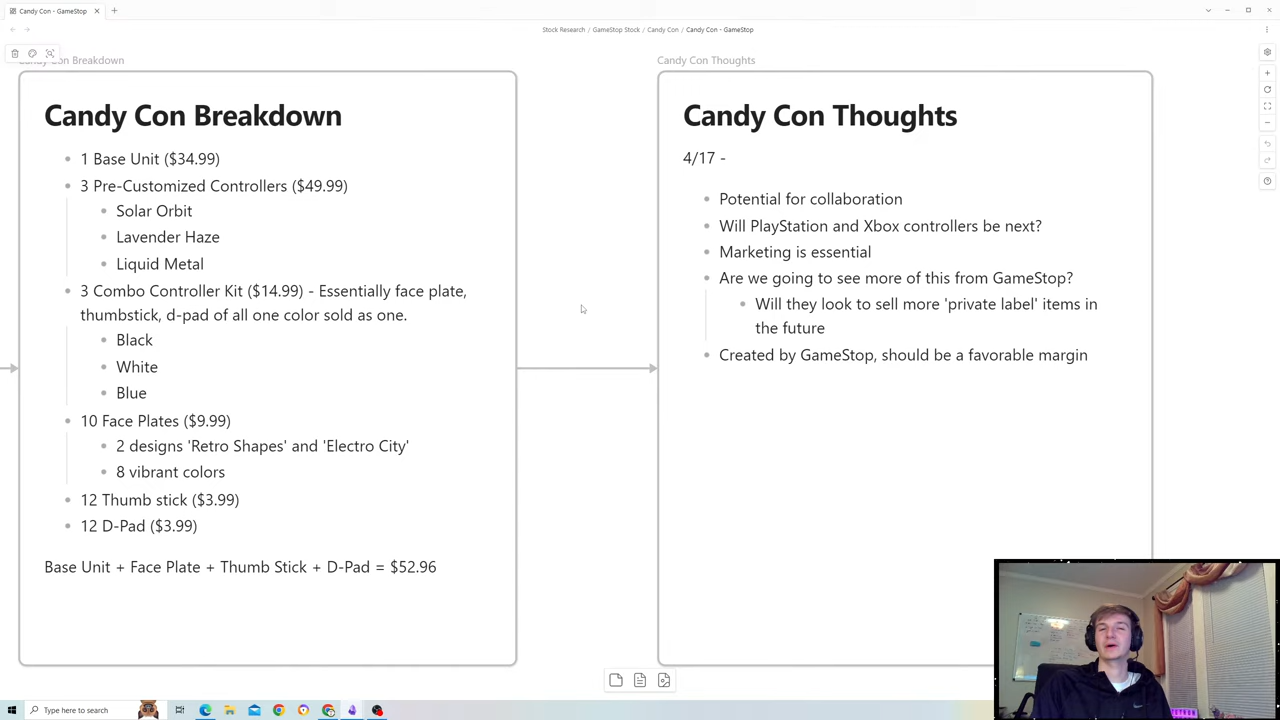 Candy Con - GameStop
Stock Research / GameStop Stock / Candy Con / Candy Con - GameStop
Candy Con Breakdown
Candy Con Breakdown
1 Base Unit ($34.99)
3 Pre-Customized Controllers ($49.99)
Solar Orbit
Lavender Haze
Liquid Metal
3 Combo Controller Kit ($14.99) - Essentially face plate,
thumbstick, d-pad of all one color sold as one.
Black
White
Blue
10 Face Plates ($9.99)
2 designs 'Retro Shapes' and 'Electro City'
8 vibrant colors
12 Thumb stick ($3.99)
12 D-Pad ($3.99)
Base Unit + Face Plate + Thumb Stick + D-Pad = $52.96
Candy Con Thoughts
Candy Con Thoughts
4/17 -
Potential for collaboration
Will PlayStation and Xbox controllers be next?
Marketing is essential
Are we going to see more of this from GameStop?
Will they look to sell more 'private label' items in
the future
Created by GameStop, should be a favorable margin
Type here to search